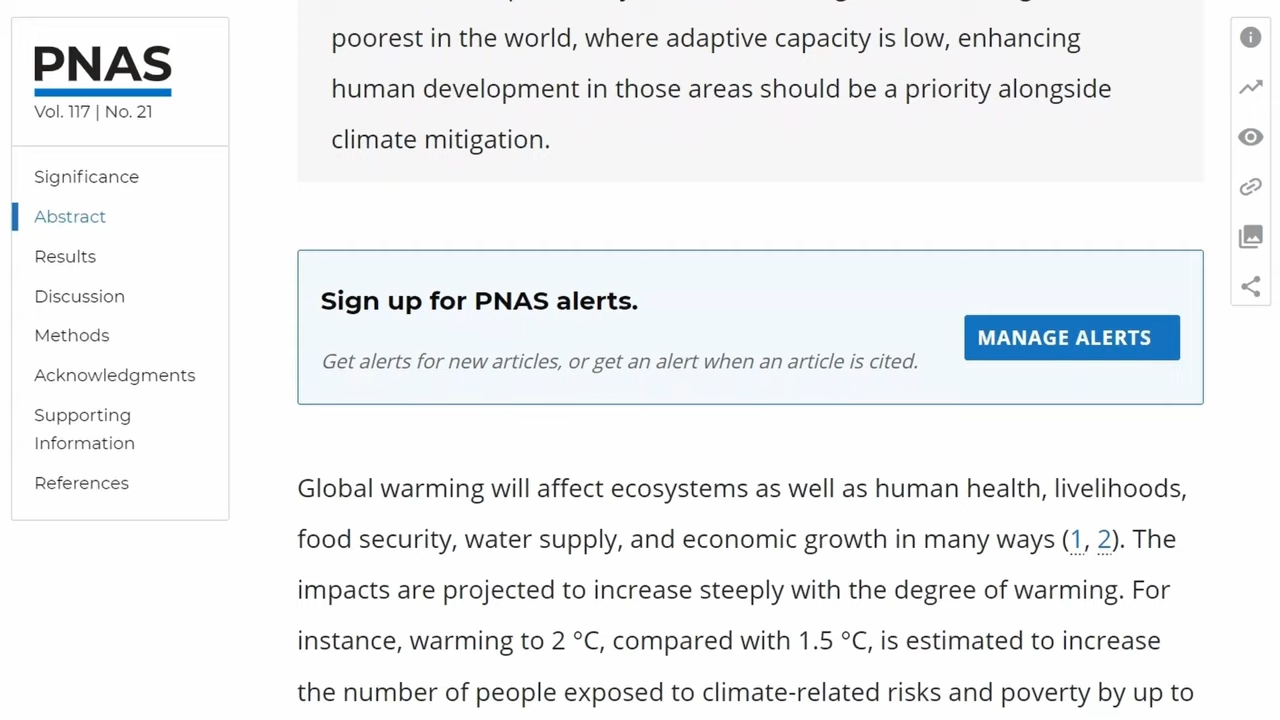 PNAS
Vol. 117 | No. 21
Significance
Abstract
Results
Discussion
Methods
Acknowledgments
Supporting
Information
References
poorest in the world, where adaptive capacity is low, enhancing
human development in those areas should be a priority alongside
climate mitigation.
Sign up for PNAS alerts.
Get alerts for new articles, or get an alert when an article is cited.
MANAGE ALERTS
Global warming will affect ecosystems as well as human health, livelihoods,
food security, water supply, and economic growth in many ways (1, 2). The
impacts are projected to increase steeply with the degree of warming. For
instance, warming to 2 °C, compared with 1.5 °C, is estimated to increase
the number of people exposed to climate-related risks and poverty by up to